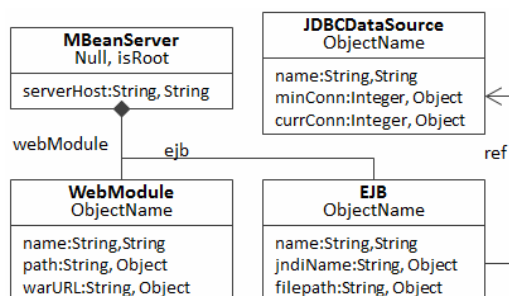 MBeanServer
Null, isRoot
serverHost:String, String
JDBCDataSource
ObjectName
name:String,String
minConn:Integer, Object
currConn:Integer, Object
webModule
ejb
ref
WebModule
ObjectName
name:String,String
path:String, Object
warURL:String, Object
EJB
ObjectName
name:String,String
jndiName:String, Object
filepath:String, Object